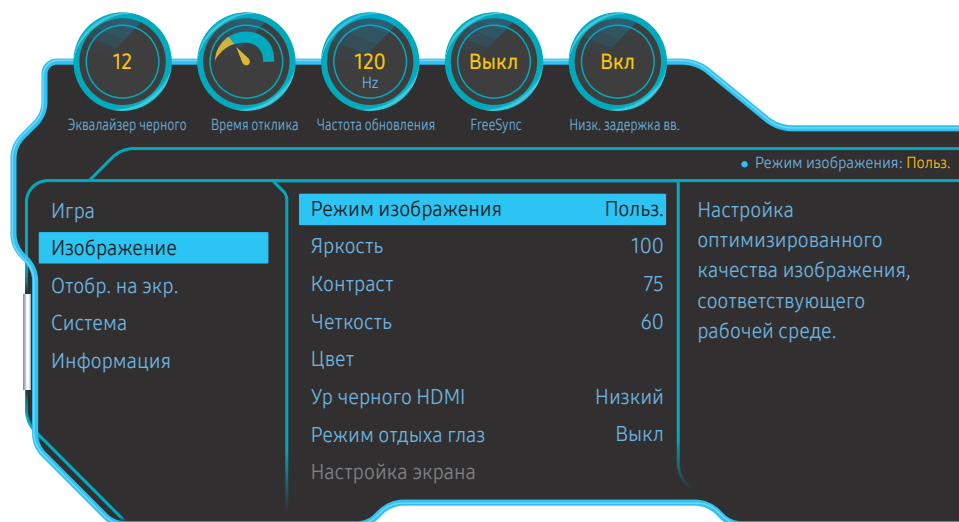 12
120
Hz
Выкл
Вкл
Эквалайзер черного
Время отклика
Частота обновления
FreeSync
Низк. задержка вв.
• Режим изображения: Польз.
Игра
Изображение
Отобр. на экр.
Система
Информация
Режим изображения Польз.
Яркость 100
Контраст 75
Четкость 60
Цвет
Ур черного HDMI Низкий
Режим отдыха глаз Выкл
Настройка экрана
Настройка
оптимизированного
качества изображения,
соответствующего
рабочей среде.